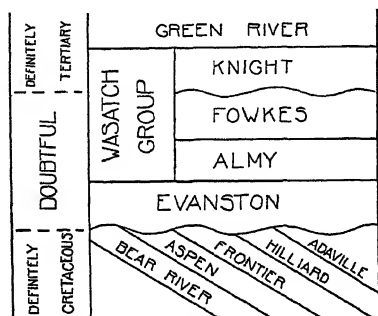 GREEN RIVER
DEFINITELY
TERTIARY
KNIGHT
WASATCH
GROUP
FOWKES
DOUBTFUL
ALMY
EVANSTON
DEFINITELY
CRETACEOUS
BEAR RIVER
ASPEN
FRONTIER
HILLIARD
ADAVILLE